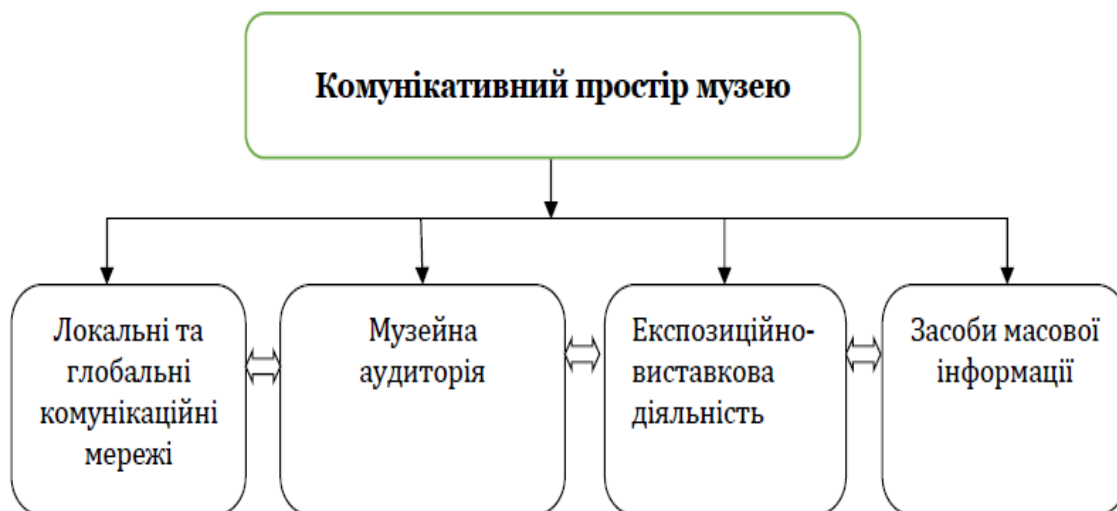 Комунікативний простір музею
Локальні та
глобальні
комунікаційні
мережі
Музейна
аудиторія
Експозиційно-
виставкова
діяльність
Засоби масової
інформації